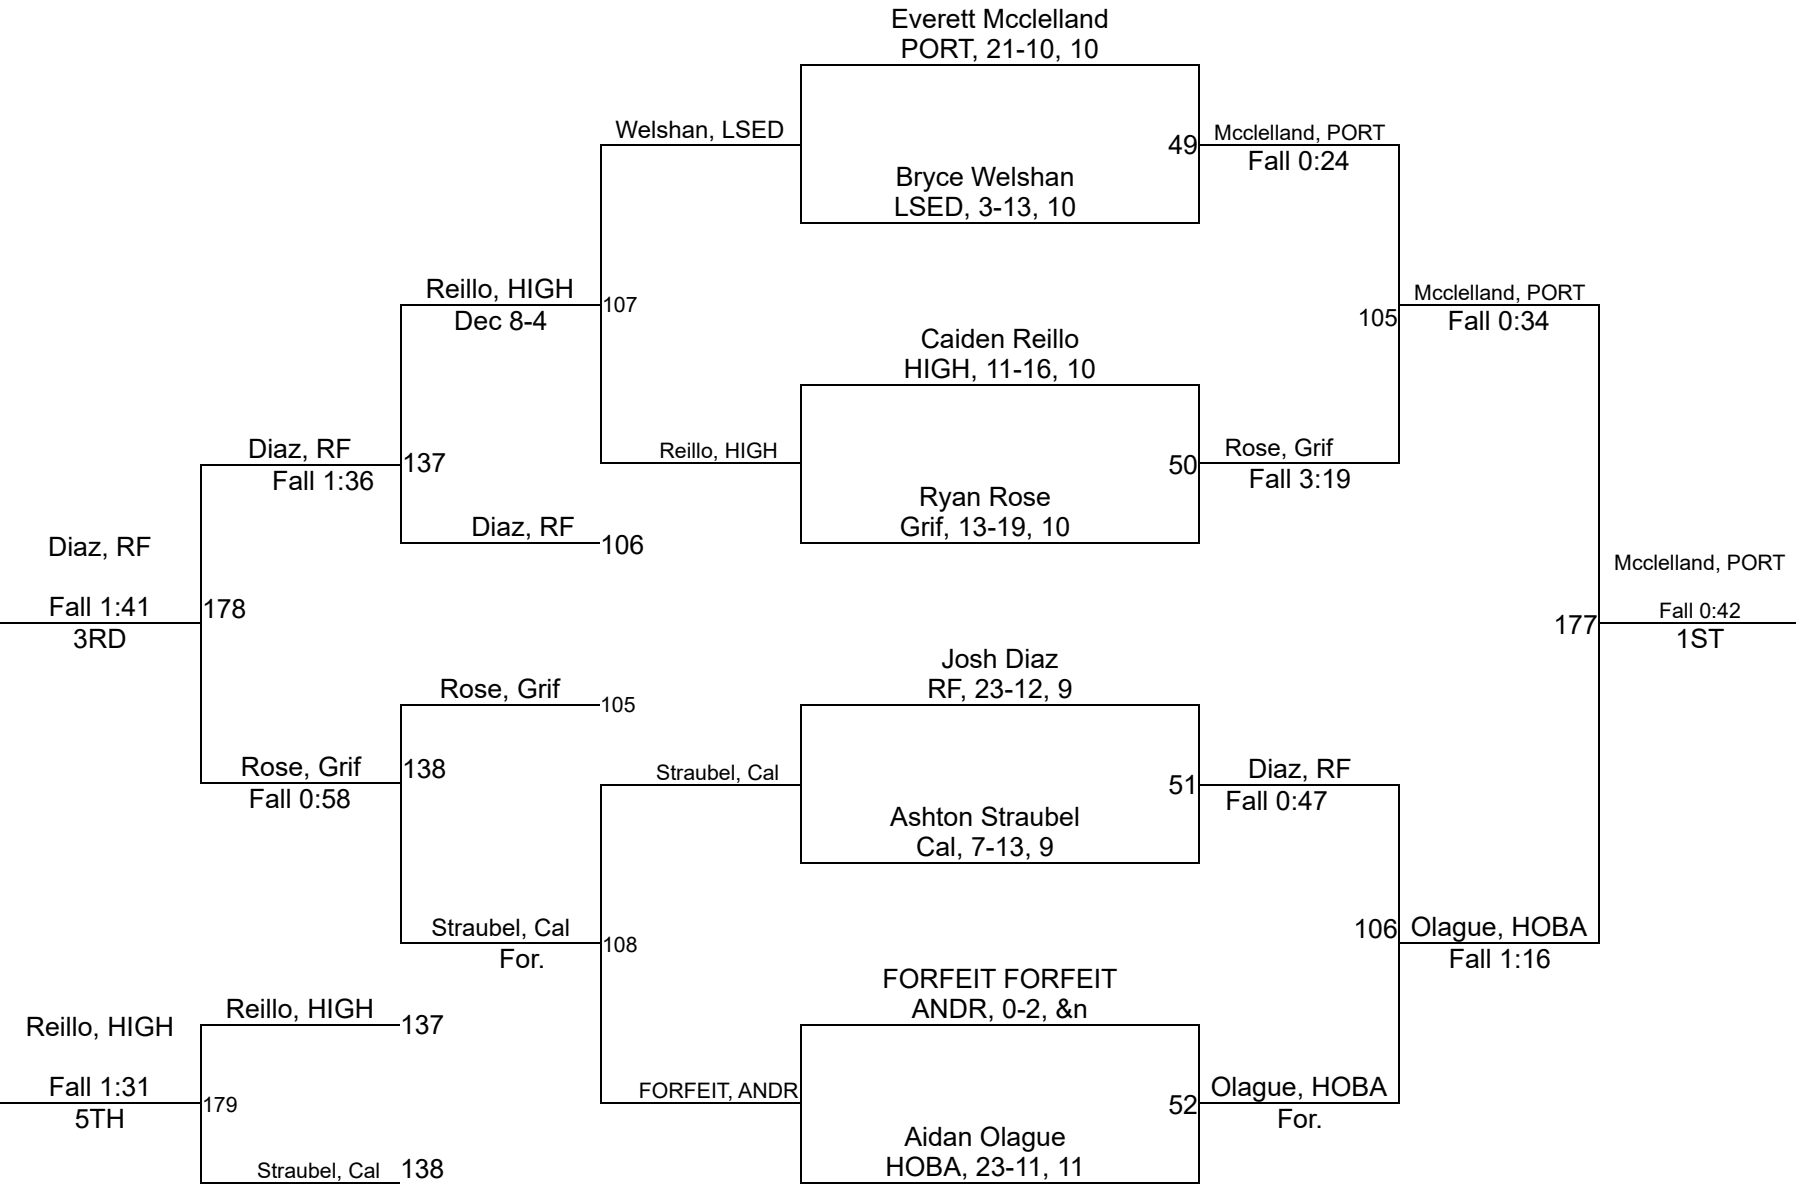 Everett Mcclelland
PORT, 21-10, 10
Welshan, LSED
49
Mcclelland, PORT
Fall 0:24
Bryce Welshan
LSED, 3-13, 10
Reillo, HIGH
Dec 8-4
107
Mcclelland, PORT
Fall 0:34
105
Caiden Reillo
HIGH, 11-16, 10
Diaz, RF
Fall 1:36
137
Reillo, HIGH
50
Rose, Grif
Fall 3:19
Ryan Rose
Grif, 13-19, 10
Diaz, RF
106
Diaz, RF
Fall 1:41
3RD
178
Mcclelland, PORT
Fall 0:42
1ST
177
Josh Diaz
RF, 23-12, 9
Rose, Grif
105
Rose, Grif
Fall 0:58
138
Straubel, Cal
51
Diaz, RF
Fall 0:47
Ashton Straubel
Cal, 7-13, 9
Straubel, Cal
For.
108
106
Olague, HOBA
Fall 1:16
FORFEIT FORFEIT
ANDR, 0-2, &n
Reillo, HIGH
137
Reillo, HIGH
Fall 1:31
5TH
179
FORFEIT, ANDR
52
Olague, HOBA
For.
Aidan Olague
HOBA, 23-11, 11
Straubel, Cal
138